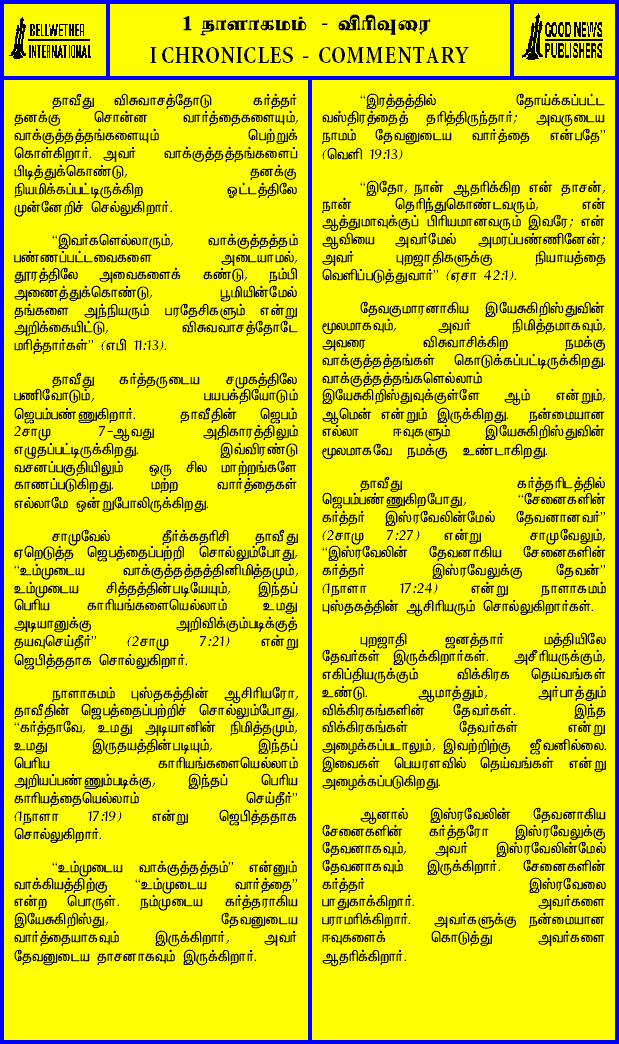 BELLWETHER
INTERNATIONAL
1 நாளாகமம் - விரிவுரை
I CHRONICLES - COMMENTARY
GOOD NEWS
PUBLISHERS
தாவீது விசுவாசத்தோடு கர்த்தர்
தனக்கு சொன்ன வார்த்தைகளையும்,
வாக்குத்தத்தங்களையும் பெற்றுக்
கொள்கிறார். அவர் வாக்குத்தத்தங்களைப்
பிடித்துக்கொண்டு, தனக்கு
நியமிக்கப்பட்டிருக்கிற ஓட்டத்திலே
முன்னேறிச் செல்லுகிறார்.
“இவர்களெல்லாரும், வாக்குத்தத்தம்
பண்ணப்பட்டவைகளை அடையாமல்,
தூரத்திலே அவைகளைக் கண்டு, நம்பி
அணைத்துக்கொண்டு, பூமியின்மேல்
தங்களை அந்நியரும் பரதேசிகளும் என்று
அறிக்கையிட்டு, விசுவவாசத்தோடே
மரித்தார்கள்” (எபி 11:13).
தாவீது கர்த்தருடைய சமுகத்திலே
பணிவோடும், பயபக்தியோடும்
ஜெபம்பண்ணுகிறார். தாவீதின் ஜெபம்
2சாமு 7-ஆவது அதிகாரத்திலும்
எழுதப்பட்டிருக்கிறது. இவ்விரண்டு
வசனப்பகுதியிலும் ஒரு சில மாற்றங்களே
காணப்படுகிறது. மற்ற வார்த்தைகள்
எல்லாமே ஒன்றுபோலிருக்கிறது.
சாமுவேல் தீர்க்கதரிசி தாவீது
ஏறெடுத்த ஜெபத்தைப்பற்றி சொல்லும்போது,
“உம்முடைய வாக்குத்தத்தத்தினிமித்தமும்,
உம்முடைய சித்தத்தின்படியேயும், இந்தப்
பெரிய காரியங்களையெல்லாம் உமது
அடியானுக்கு அறிவிக்கும்படிக்குத்
தயவுசெய்தீர்” (2சாமு 7:21) என்று
ஜெபித்ததாக சொல்லுகிறார்.
நாளாகமம் புஸ்தகத்தின் ஆசிரியரோ,
தாவீதின் ஜெபத்தைப்பற்றிச் சொல்லும்போது,
“கர்த்தாவே, உமது அடியானின் நிமித்தமும்,
உமது இருதயத்தின்படியும், இந்தப்
பெரிய காரியங்களையெல்லாம்
அறியப்பண்ணும்படிக்கு, இந்தப் பெரிய
காரியத்தையெல்லாம் செய்தீர்”
(1நாளா 17:19) என்று ஜெபித்ததாக
சொல்லுகிறார்.
“உம்முடைய வாக்குத்தத்தம்” என்னும்
வாக்கியத்திற்கு “உம்முடைய வார்த்தை”
என்று பொருள். நம்முடைய கர்த்தராகிய
இயேசுகிறிஸ்து, தேவனுடைய
வார்த்தையாகவும் இருக்கிறார், அவர்
தேவனுடைய தாசனாகவும் இருக்கிறார்.
“இரத்தத்தில் தோய்க்கப்பட்ட
வஸ்திரத்தைத் தரித்திருந்தார்; அவருடைய
நாமம் தேவனுடைய வார்த்தை என்பதே”
(வெளி 19:13)
“இதோ, நான் ஆதரிக்கிற என் தாசன்,
நான் தெரிந்துகொண்டவரும், என்
ஆத்துமாவுக்குப் பிரியமானவரும் இவரே; என்
ஆவியை அவர்மேல் அமரப்பண்ணினேன்;
அவர் புறஜாதிகளுக்கு நியாயத்தை
வெளிப்படுத்துவார்” (ஏசா 42:1).
தேவகுமாரனாகிய இயேசுகிறிஸ்துவின்
மூலமாகவும், அவர் நிமித்தமாகவும்,
அவரை விசுவாசிக்கிற நமக்கு
வாக்குத்தத்தங்கள் கொடுக்கப்பட்டிருக்கிறது.
வாக்குத்தத்தங்களெல்லாம்
இயேசுகிறிஸ்துவுக்குள்ளே ஆம் என்றும்,
ஆமென் என்றும் இருக்கிறது. நன்மையான
எல்லா ஈவுகளும் இயேசுகிறிஸ்துவின்
மூலமாகவே நமக்கு உண்டாகிறது.
தாவீது கர்த்தரிடத்தில்
ஜெபம்பண்ணுகிறபோது, “சேனைகளின்
கர்த்தர் இஸ்ரவேலின்மேல் தேவனானவர்”
(2சாமு 7:27) என்று சாமுவேலும்,
“இஸ்ரவேலின் தேவனாகிய சேனைகளின்
கர்த்தர் இஸ்ரவேலுக்கு தேவன்”
(1நாளா 17:24) என்று நாளாகமம்
புஸ்தகத்தின் ஆசிரியரும் சொல்லுகிறார்கள்.
புறஜாதி ஜனத்தார் மத்தியிலே
தேவர்கள் இருக்கிறார்கள். அசீரியருக்கும்,
எகிப்தியருக்கும் விக்கிரக தெய்வங்கள்
உண்டு. ஆமாத்தும், அர்பாத்தும்
விக்கிரகங்களின் தேவர்கள். இந்த
விக்கிரகங்கள் தேவர்கள் என்று
அழைக்கப்படாலும், இவற்றிற்கு ஜீவனில்லை.
இவைகள் பெயரளவில் தெய்வங்கள் என்று
அழைக்கப்படுகிறது.
ஆனால் இஸ்ரவேலின் தேவனாகிய
சேனைகளின் கர்த்தரோ இஸ்ரவேலுக்கு
தேவனாகவும், அவர் இஸ்ரவேலின்மேல்
தேவனாகவும் இருக்கிறார். சேனைகளின்
கர்த்தர் இஸ்ரவேலை
பாதுகாக்கிறார். அவர்களை
பராமரிக்கிறார். அவர்களுக்கு நன்மையான
ஈவுகளைக் கொடுத்து அவர்களை
ஆதரிக்கிறார்.